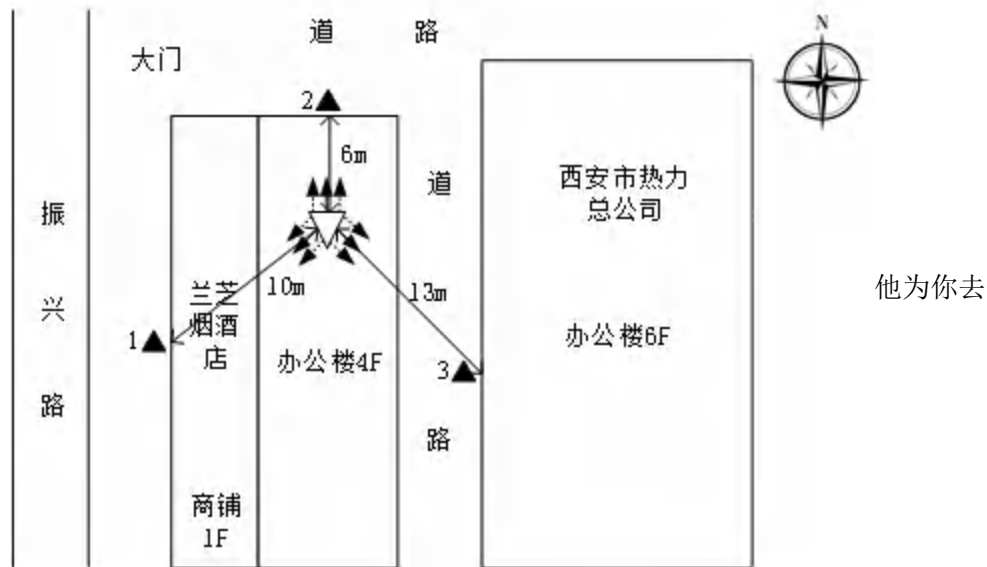 道 路
N
大门
2
6m
道
西安市热力
总公司
振
兴
路
10m
13m
他为你去
兰芝
烟酒
店
1
办公楼4F
办公楼6F
3
路
商铺
1F